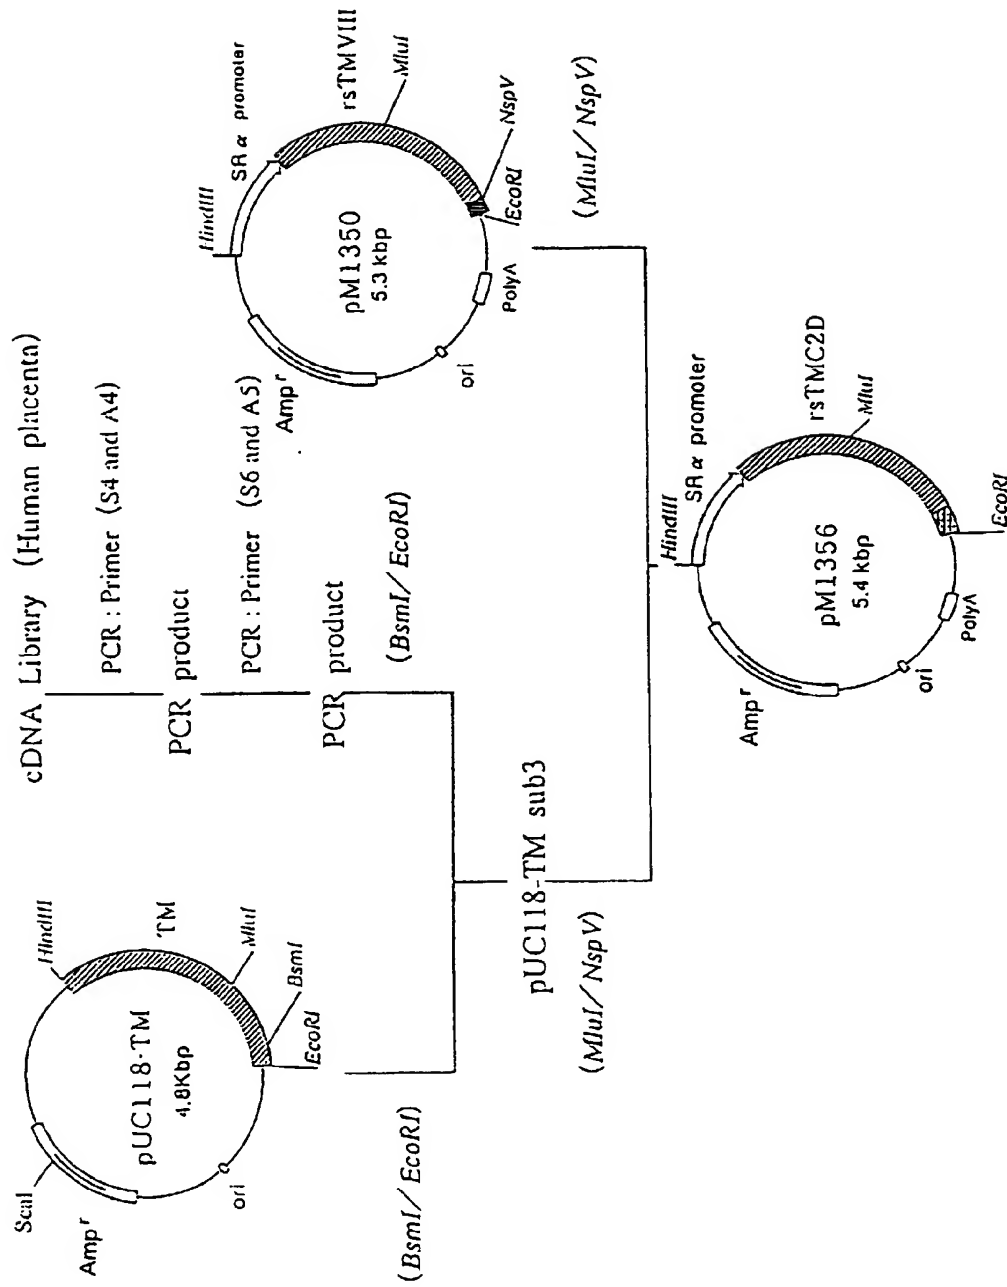 cDNA Library (Human placenta)
PCR : Primer (S4 and A4)
PCR product
PCR : Primer (S6 and A5)
PCR product
(BsmI/EcoRI)
ScaI
HindIII
TM
MluI
BsmI
EcoRI
Ampʳ
ori
pUC118-TM
4.8Kbp
(BsmI/EcoRI)
HindIII
SRα promoter
rsTMVIII
MluI
NspV
EcoRI
PolyA
ori
Ampʳ
pM1350
5.3 kbp
(MluI/NspV)
pUC118-TM sub3
(MluI/NspV)
HindIII
SRα promoter
rsTMC2D
MluI
EcoRI
PolyA
ori
Ampʳ
pM1356
5.4 kbp